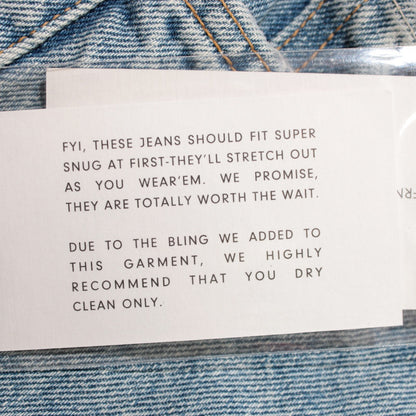 FYI, THESE JEANS SHOULD FIT SUPER
SNUG AT FIRST-THEY'LL STRETCH OUT
AS YOU WEAR'EM. WE PROMISE,
THEY ARE TOTALLY WORTH THE WAIT.
DUE TO THE BLING WE ADDED TO
THIS GARMENT, WE HIGHLY
RECOMMEND THAT YOU DRY
CLEAN ONLY.